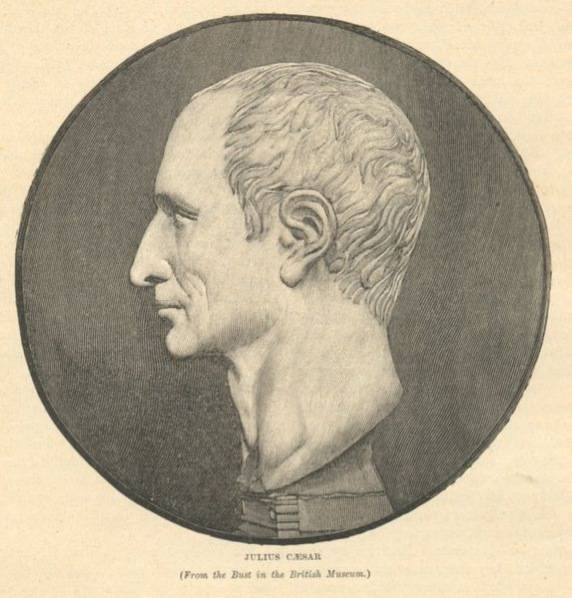 JULIUS CÆSAR
(From the Bust in the British Museum.)